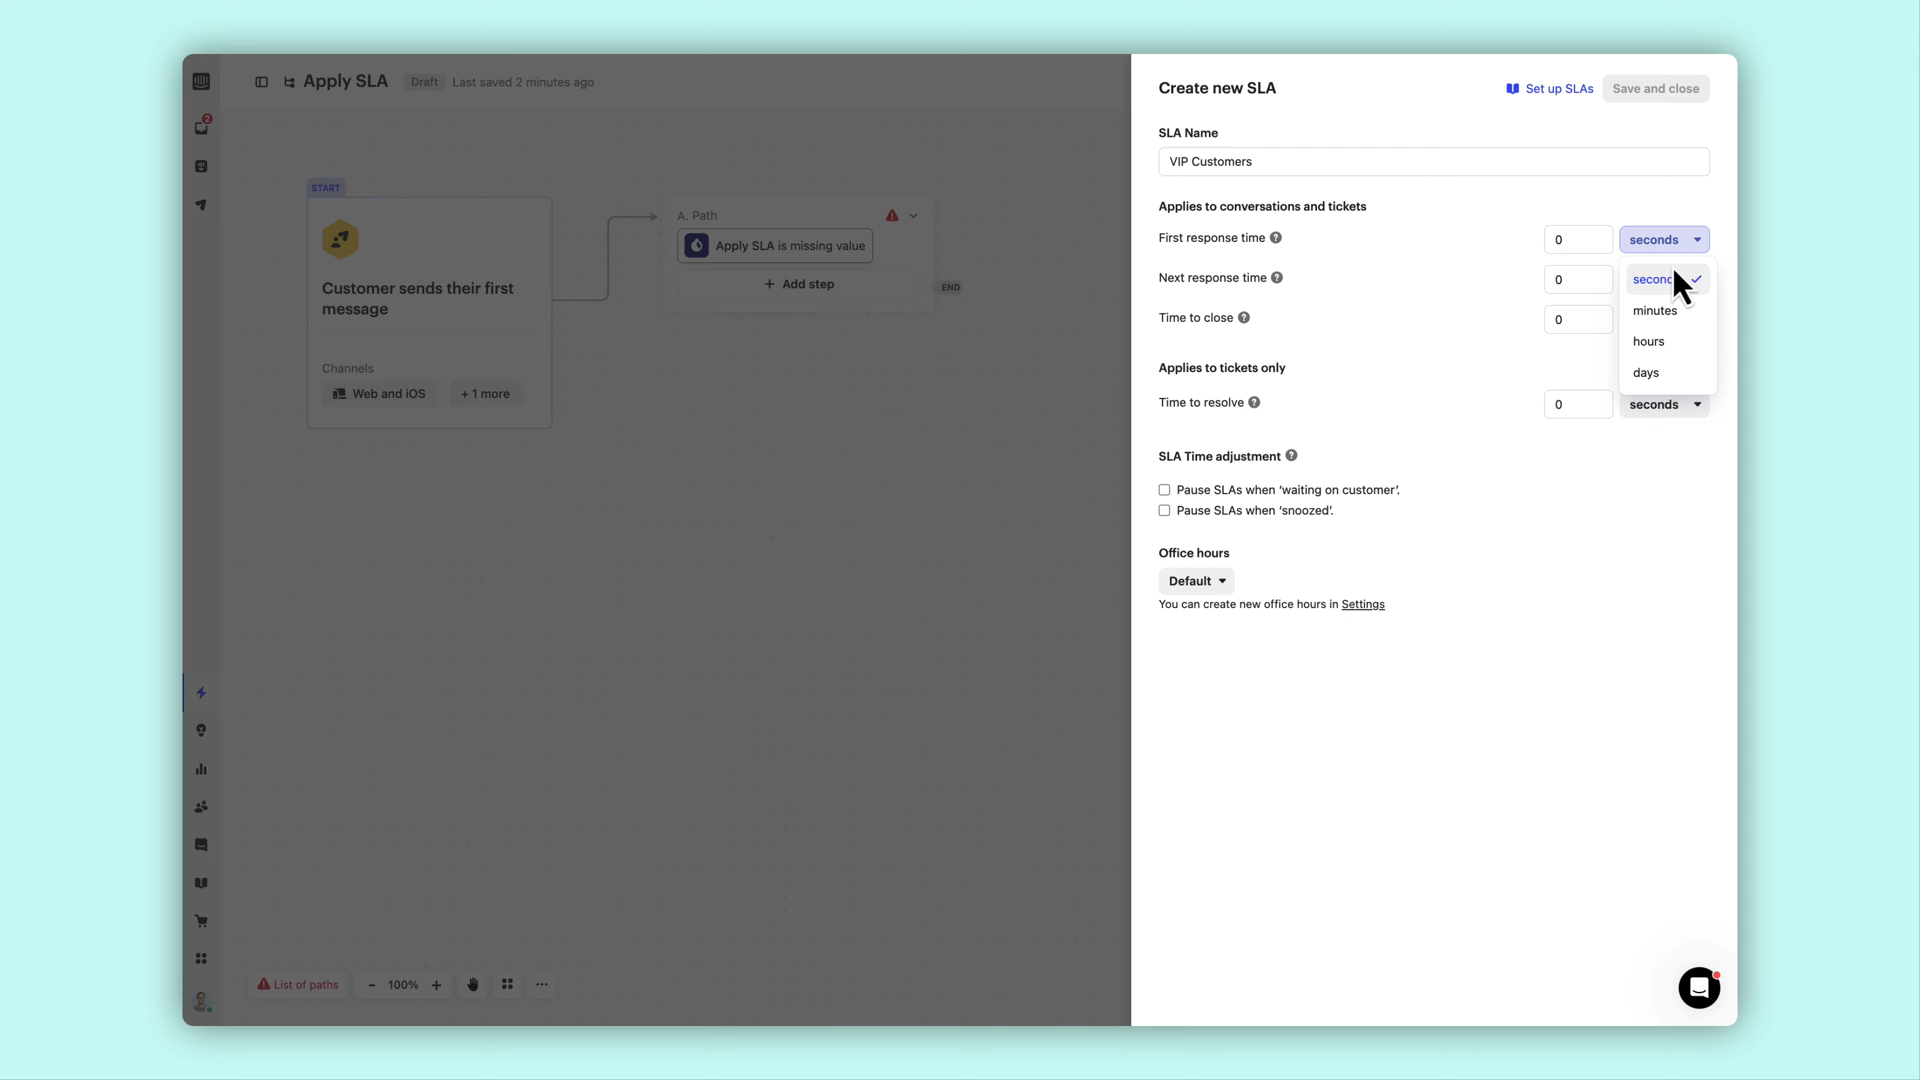 Apply SLA Draft Last saved 2 minutes ago
2
START
Customer sends their first
message
Channels
Web and iOS + 1 more
A. Path
Apply SLA is missing value
+ Add step
END
List of paths - 100% +
Create new SLA Set up SLAs Save and close
SLA Name
VIP Customers
Applies to conversations and tickets
First response time 0 seconds
Next response time 0
Time to close 0
minutes
hours
days
Applies to tickets only
Time to resolve 0 seconds
SLA Time adjustment
Pause SLAs when ‘waiting on customer’.
Pause SLAs when ‘snoozed’.
Office hours
Default
You can create new office hours in Settings